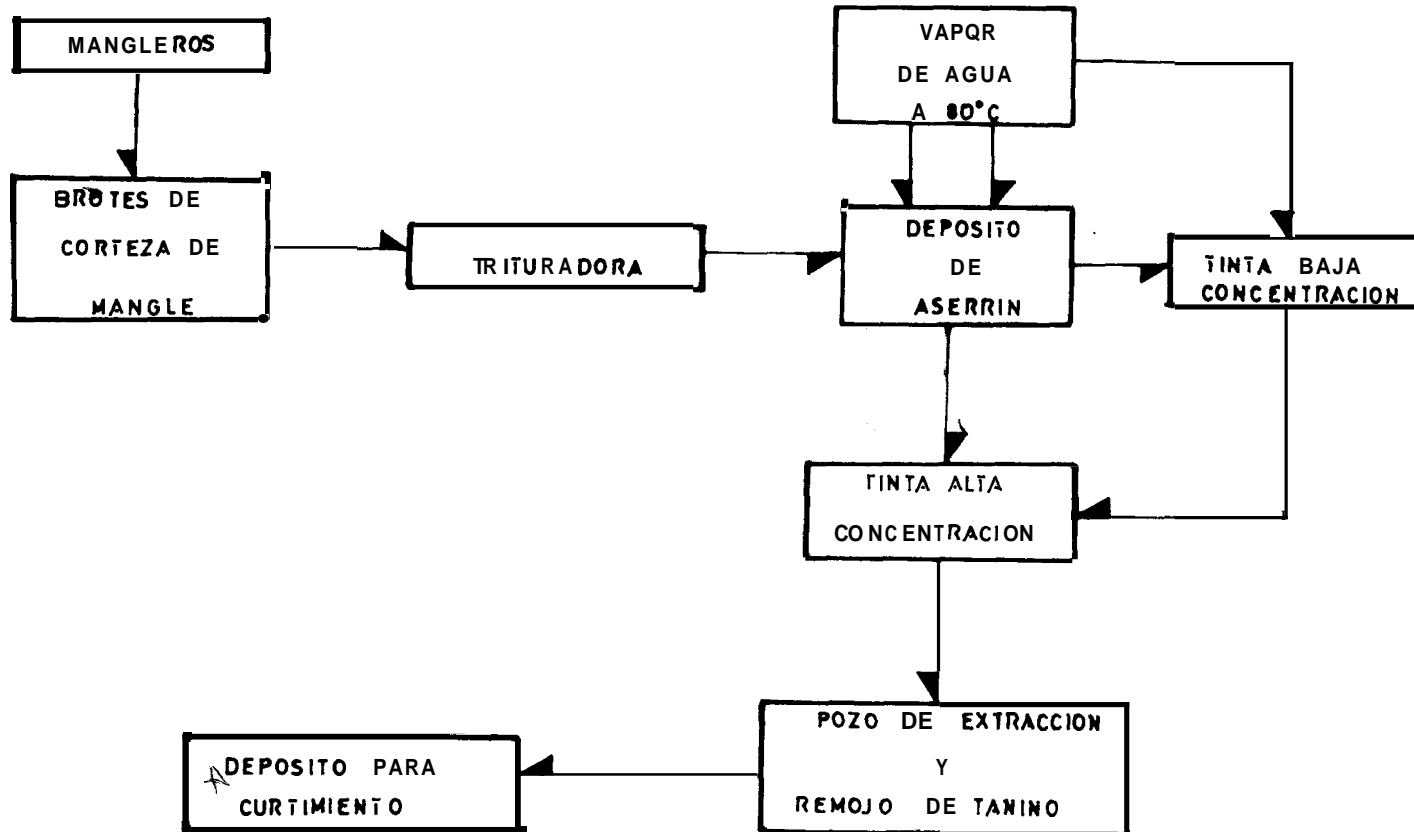 MANGLEROS
VAPQR
DE AGUA
A 80°C
BROTES DE
CORTEZA DE
MANGLE
TRITURADORA
DEPOSITO
DE
ASERRIN
TINTA BAJA
CONCENTRACION
TINTA ALTA
CONCENTRACION
POZO DE EXTRACCION
Y
REMOJO DE TANINO
DEPOSITO PARA
CURTIMIENTO